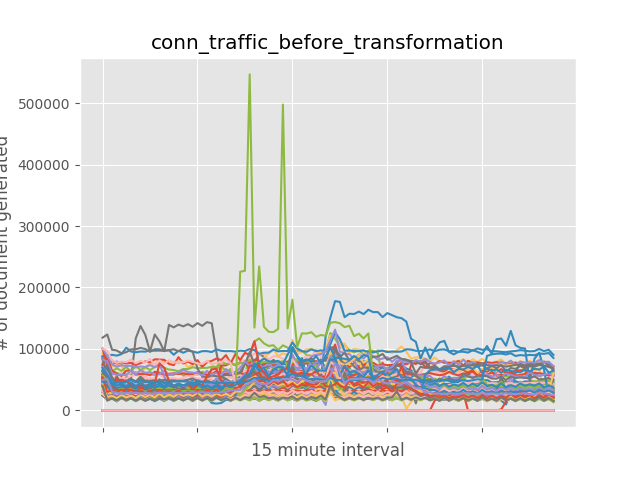 conn_traffic_before_transformation
500000
400000
300000
200000
100000
0
# of document generated
15 minute interval